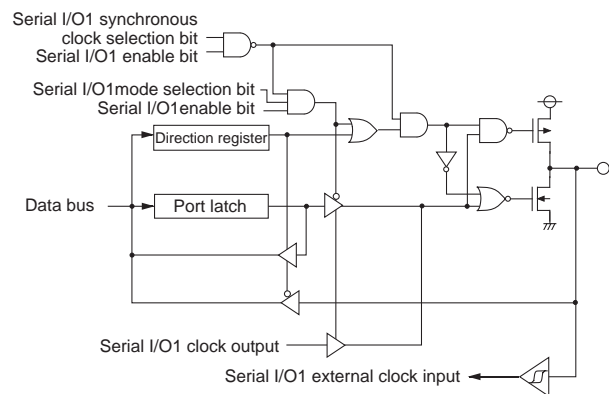 Serial I/O1 synchronous
clock selection bit
Serial I/O1 enable bit
Serial I/O1mode selection bit
Serial I/O1enable bit
Direction register
Data bus
Port latch
Serial I/O1 clock output
Serial I/O1 external clock input